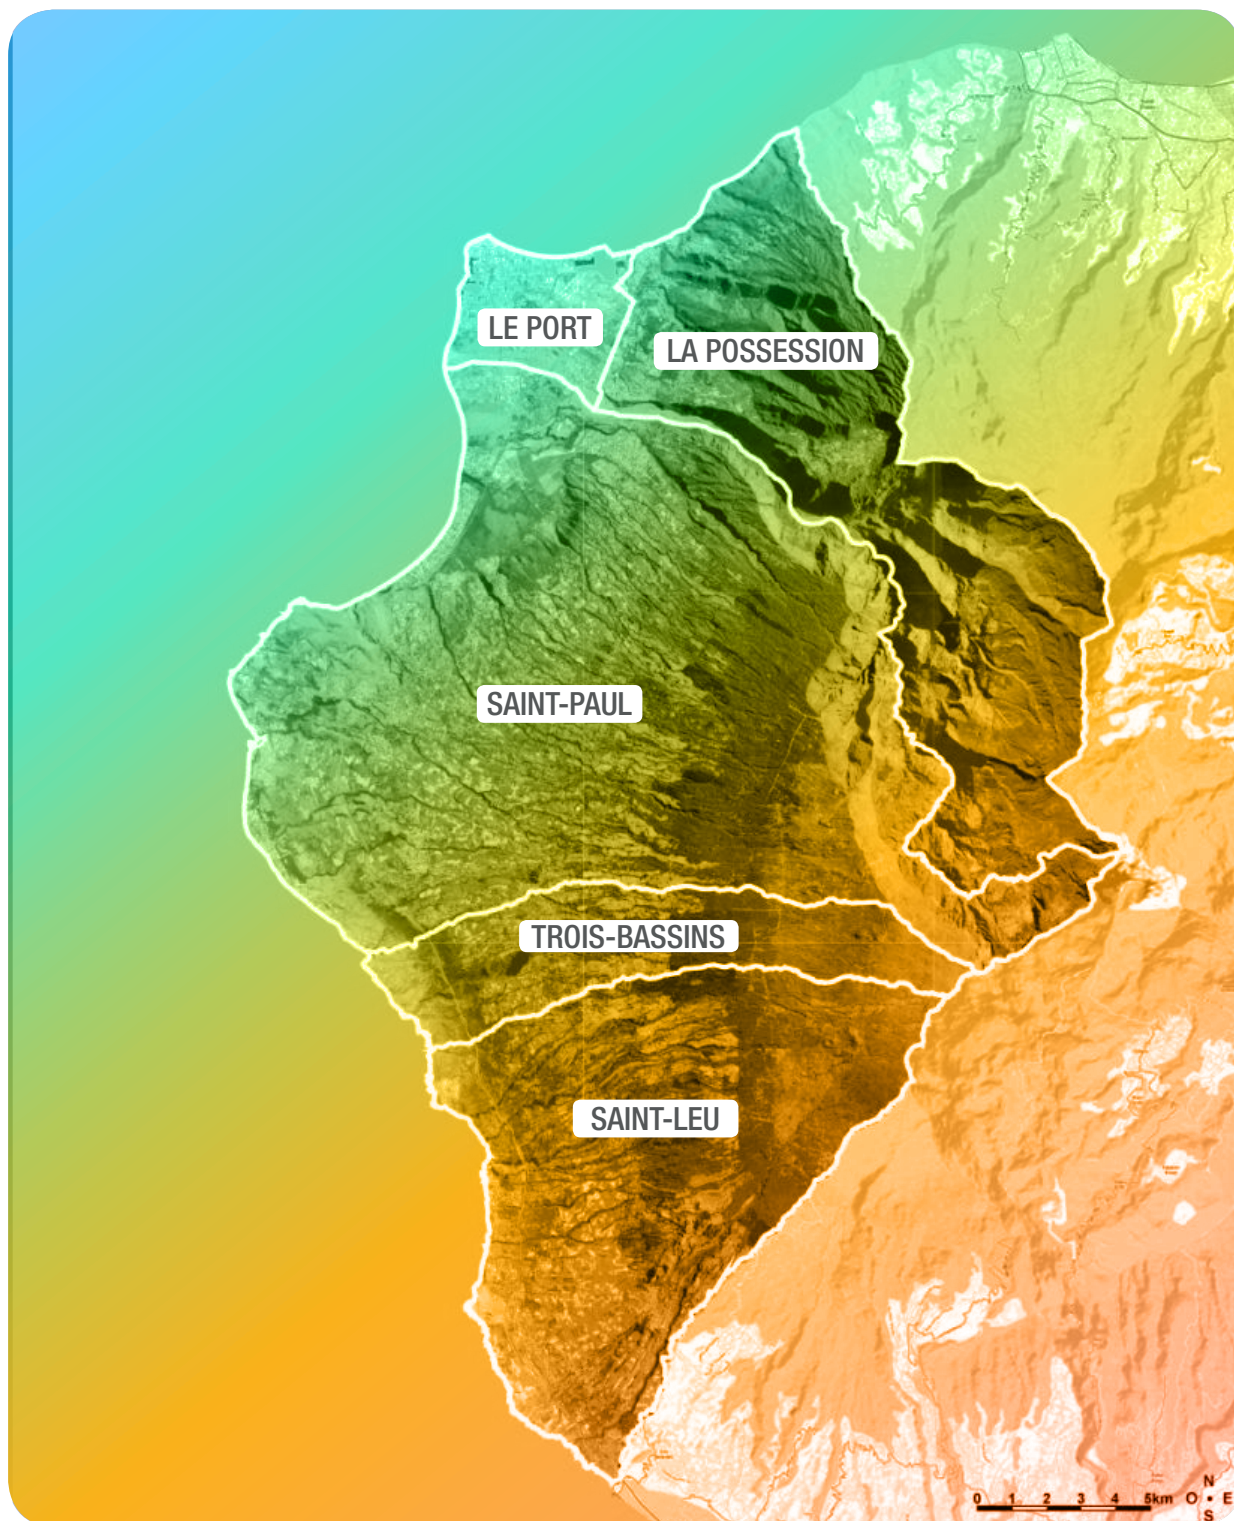 LE PORT
LA POSSESSION
SAINT-PAUL
TROIS-BASSINS
SAINT-LEU
0 1 2 3 4 5km
N
O • E
S